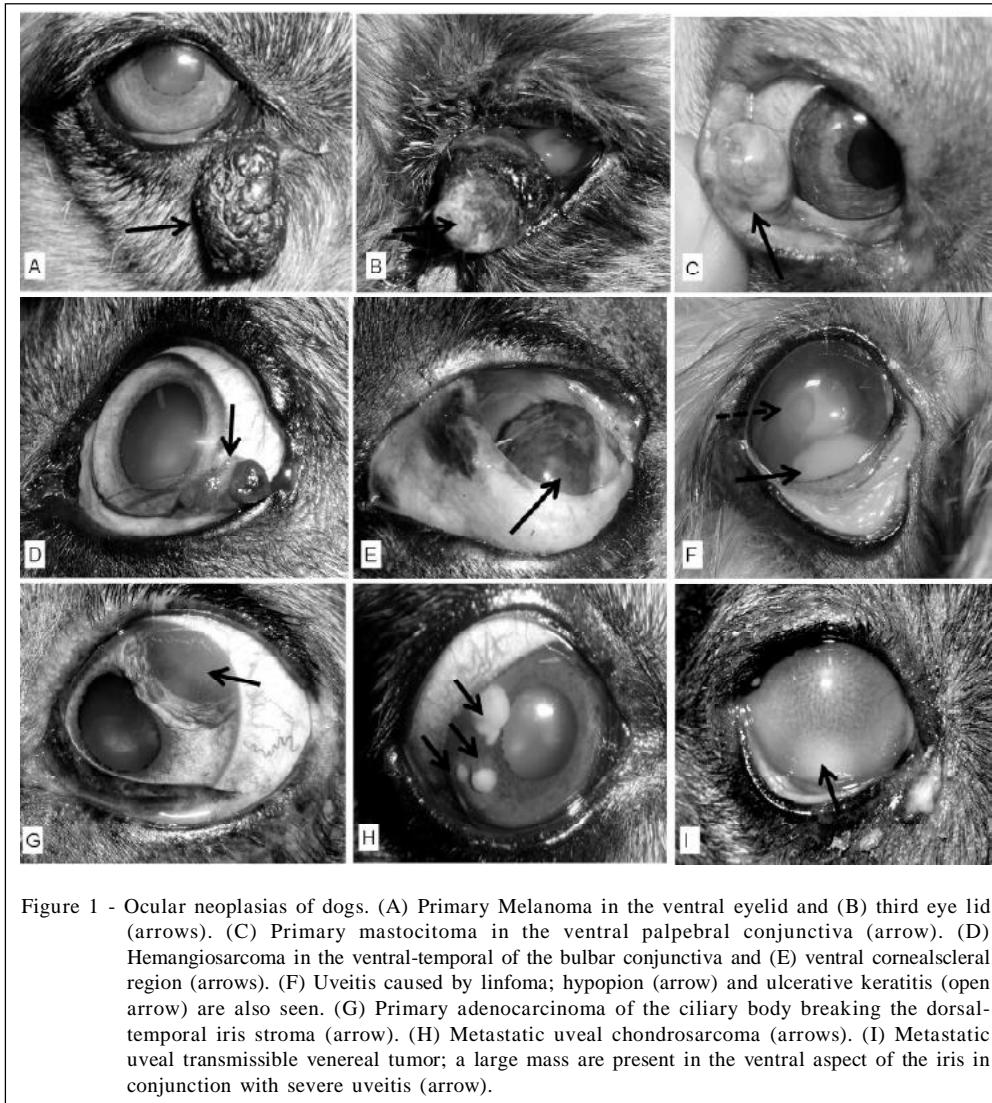 A
B
C
D
E
F
G
H
I
Figure 1 - Ocular neoplasias of dogs. (A) Primary Melanoma in the ventral eyelid and (B) third eye lid
(arrows). (C) Primary mastocitoma in the ventral palpebral conjunctiva (arrow). (D)
Hemangiosarcoma in the ventral-temporal of the bulbar conjunctiva and (E) ventral cornealscleral
region (arrows). (F) Uveitis caused by linfoma; hypopion (arrow) and ulcerative keratitis (open
arrow) are also seen. (G) Primary adenocarcinoma of the ciliary body breaking the dorsal-
temporal iris stroma (arrow). (H) Metastatic uveal chondrosarcoma (arrows). (I) Metastatic
uveal transmissible venereal tumor; a large mass are present in the ventral aspect of the iris in
conjunction with severe uveitis (arrow).